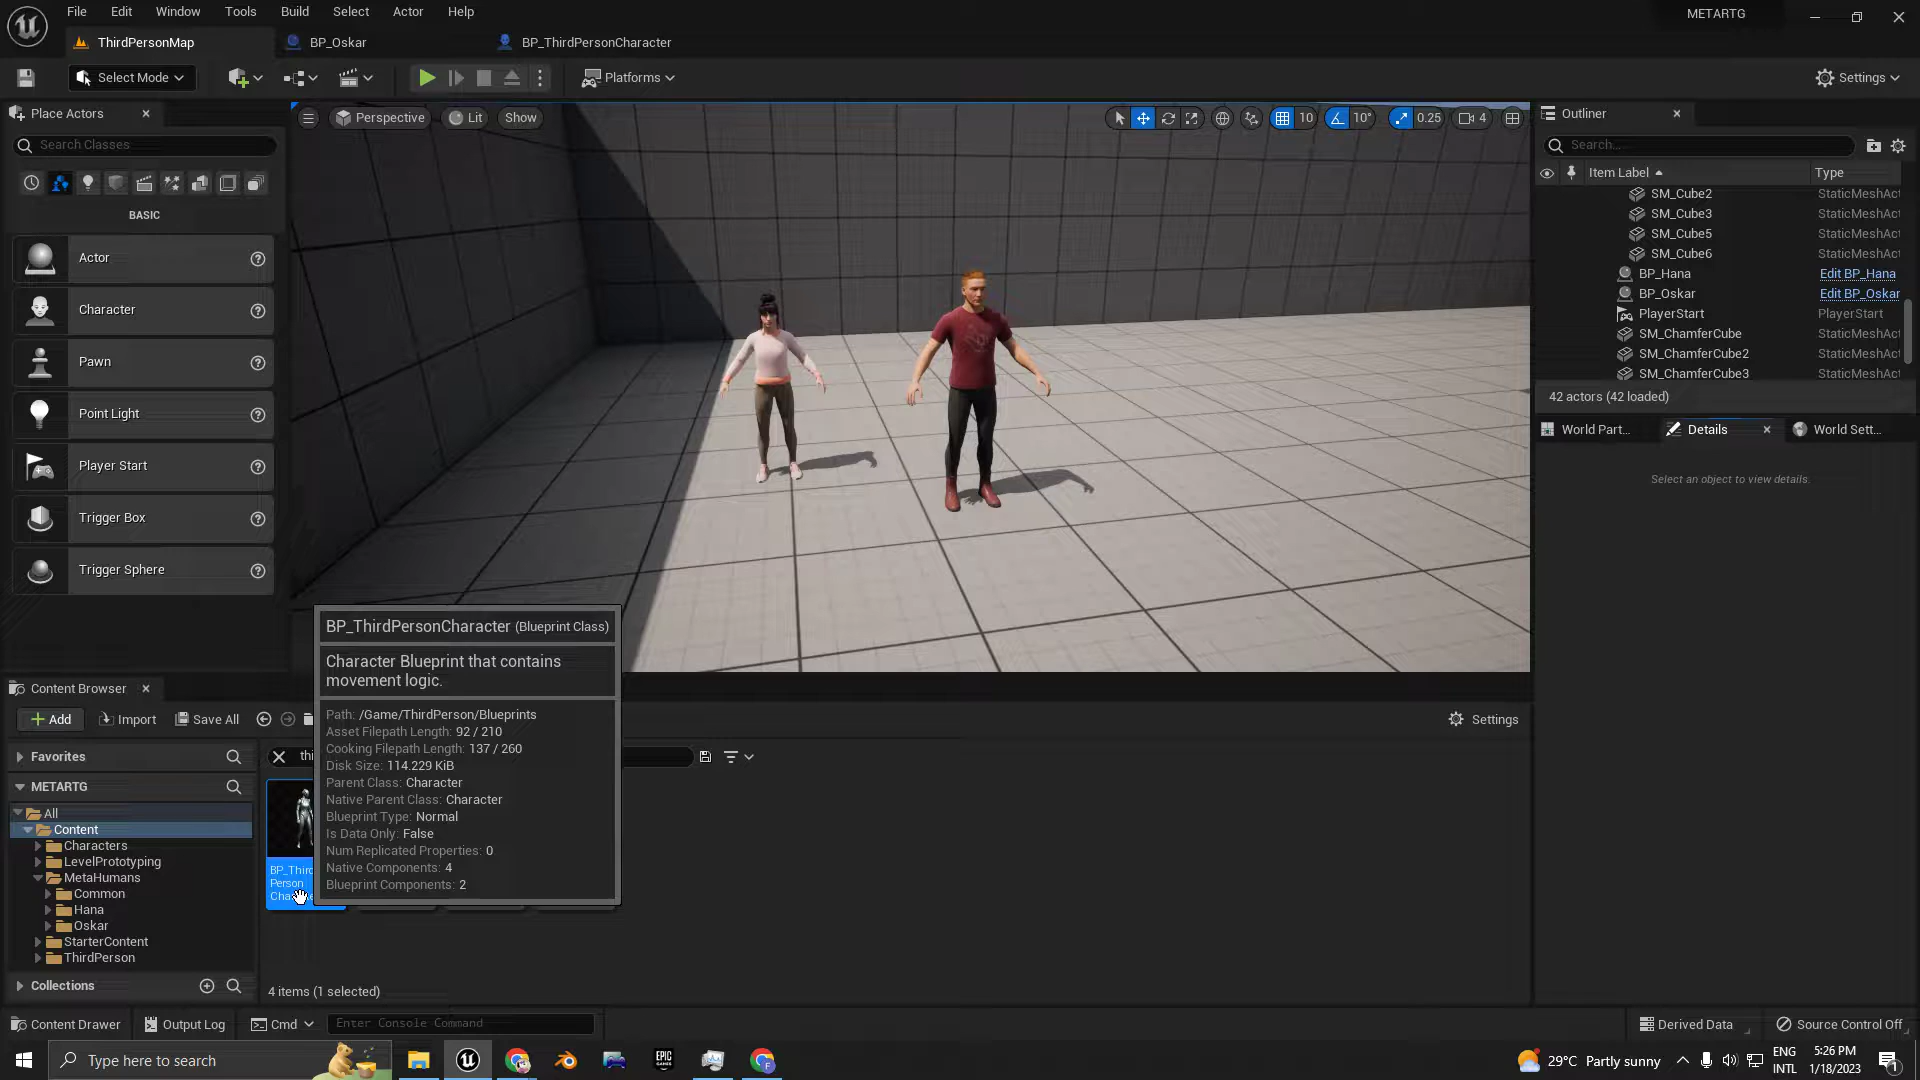 File Edit Window Tools Build Select Actor Help
METARTG
ThirdPersonMap
BP_Oskar
BP_ThirdPersonCharacter
Select Mode
Platforms
Settings
Place Actors
Search Classes
BASIC
Actor
Character
Pawn
Point Light
Player Start
Trigger Box
Trigger Sphere
Perspective
Lit
Show
10
10°
0.25
4
Outliner
Search...
Item Label Type
SM_Cube2 StaticMeshAct
SM_Cube3 StaticMeshAct
SM_Cube5 StaticMeshAct
SM_Cube6 StaticMeshAct
BP_Hana Edit BP_Hana
BP_Oskar Edit BP_Oskar
PlayerStart PlayerStart
SM_ChamferCube StaticMeshAct
SM_ChamferCube2 StaticMeshAct
SM_ChamferCube3 StaticMeshAct
42 actors (42 loaded)
World Part...
Details
World Sett...
Select an object to view details.
BP_ThirdPersonCharacter (Blueprint Class)
Character Blueprint that contains
movement logic.
Path: /Game/ThirdPerson/Blueprints
Asset Filepath Length: 92 / 210
Cooking Filepath Length: 137 / 260
Disk Size: 114.229 KiB
Parent Class: Character
Native Parent Class: Character
Blueprint Type: Normal
Is Data Only: False
Num Replicated Properties: 0
Native Components: 4
Blueprint Components: 2
Content Browser
Add
Import
Save All
Settings
Favorites
METARTG
All
Content
Characters
LevelPrototyping
MetaHumans
Common
Hana
Oskar
StarterContent
ThirdPerson
Collections
thi
BP_Third
Person
4 items (1 selected)
Content Drawer
Output Log
Cmd
Enter Console Command
Derived Data
Source Control Off
Type here to search
EPIC
GAMES
29°C Partly sunny
ENG
INTL
5:26 PM
1/18/2023
1